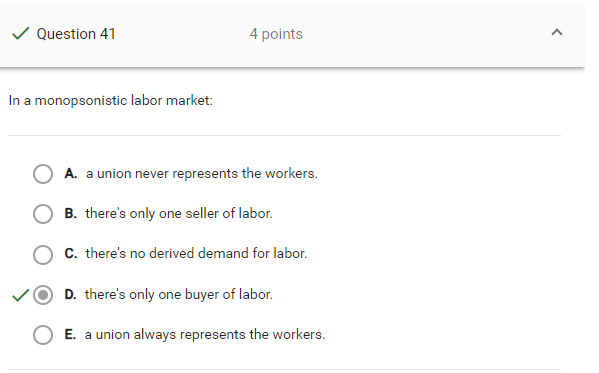 Question 41 4 points
In a monopsonistic labor market:
A. a union never represents the workers.
B. there's only one seller of labor.
C. there's no derived demand for labor.
D. there's only one buyer of labor.
E. a union always represents the workers.